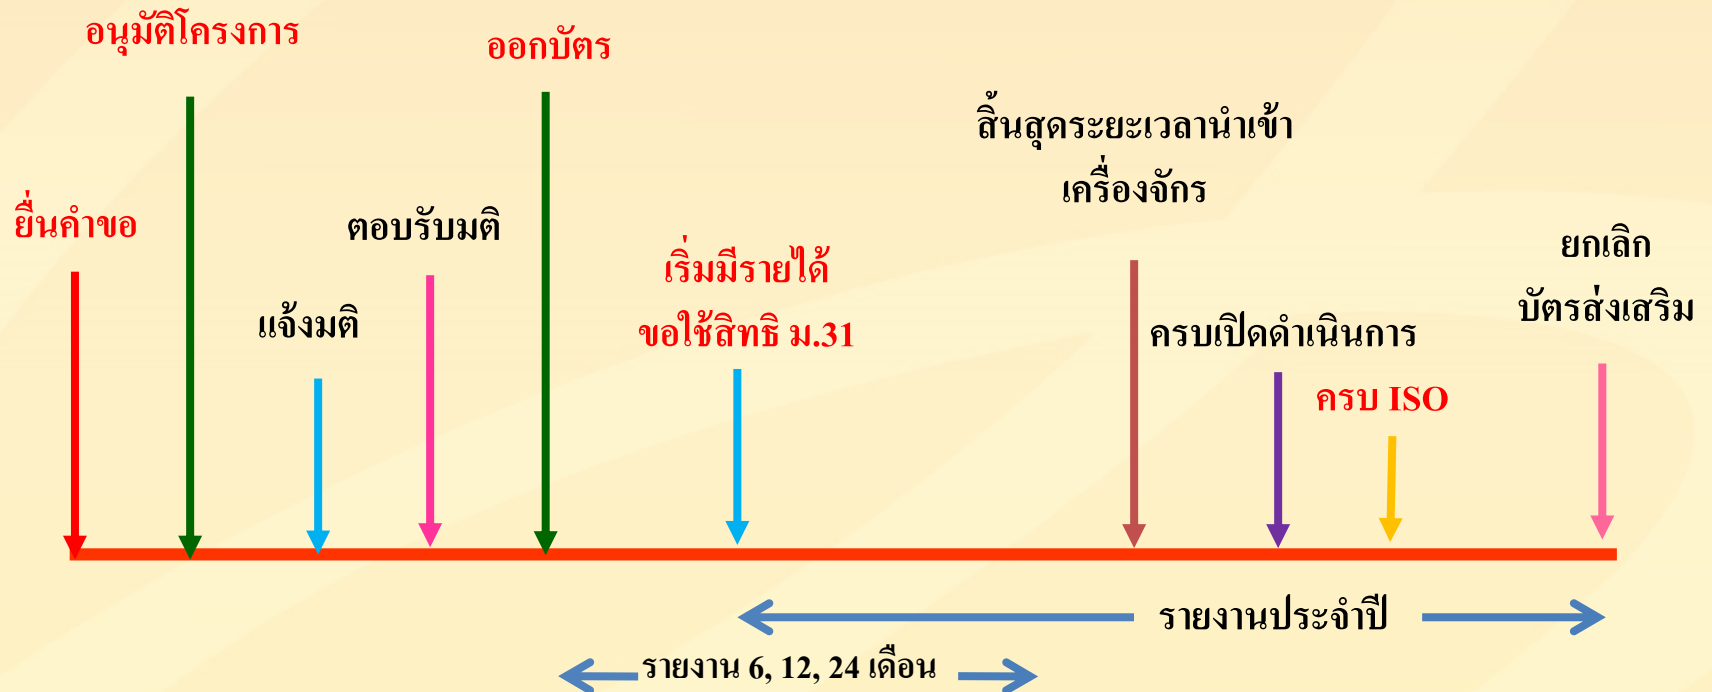 อนุมัติโครงการ
ออกบัตร
สิ้นสุดระยะเวลานำเข้า
เครื่องจักร
ยื่นคำขอ
ตอบรับมติ
ยกเลิก
บัตรส่งเสริม
เริ่มมีรายได้
ขอใช้สิทธิ ม.31
แจ้งมติ
ครบเปิดดำเนินการ
ครบ ISO
รายงานประจำปี
รายงาน 6, 12, 24 เดือน